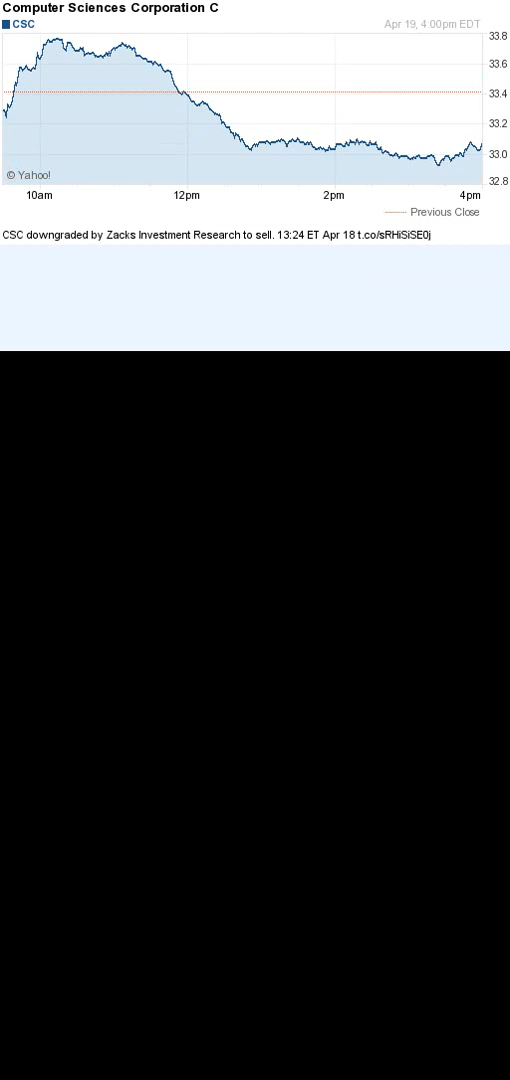 Computer Sciences Corporation C
CSC
Apr 19, 4:00pm EDT
33.8
33.6
33.4
33.2
33.0
32.8
© Yahoo!
10am 12pm 2pm 4pm
Previous Close
CSC downgraded by Zacks Investment Research to sell. 13:24 ET Apr 18 t.co/sRHiSiSE0j